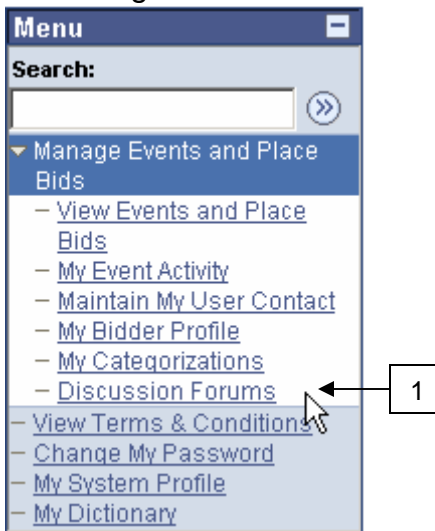 Menu
Search:
Manage Events and Place
Bids
– View Events and Place
Bids
– My Event Activity
– Maintain My User Contact
– My Bidder Profile
– My Categorizations
– Discussion Forums
1
– View Terms & Conditions
– Change My Password
– My System Profile
– My Dictionary